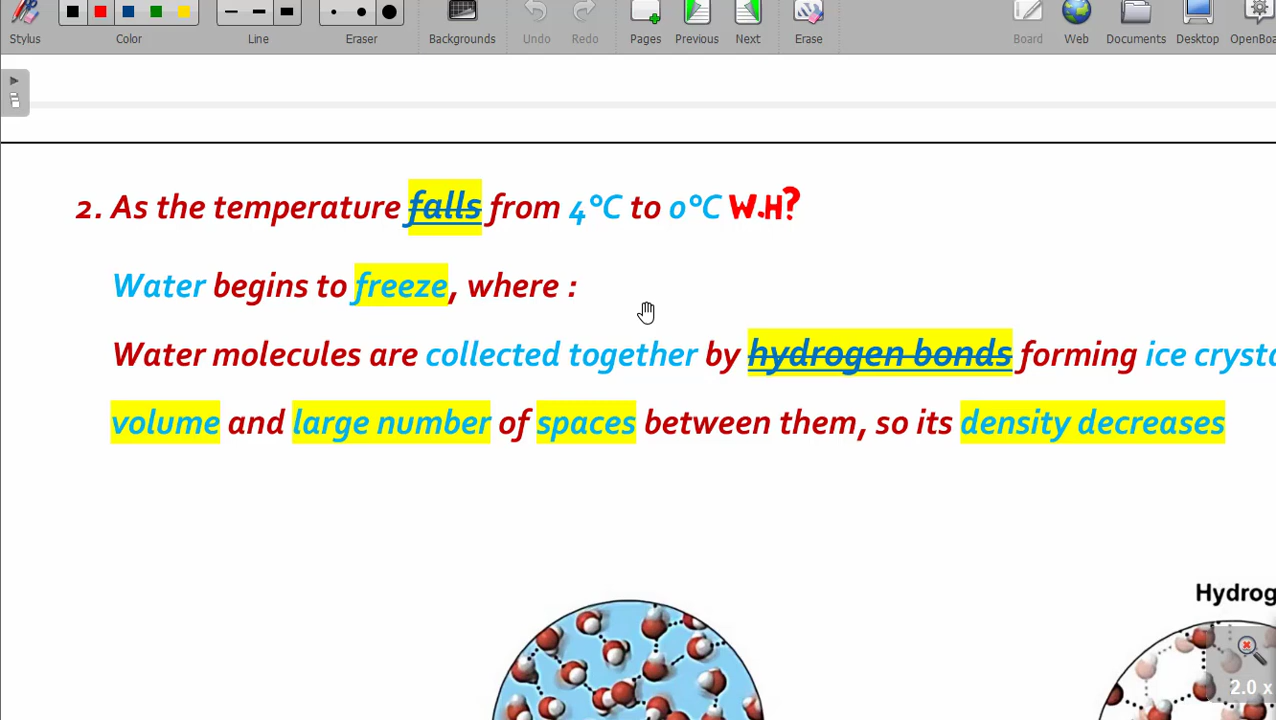 Stylus Color Line Eraser Backgrounds Undo Redo Pages Previous Next Erase Board Web Documents Desktop
2. As the temperature falls from 4°C to 0°C W.H?
Water begins to freeze, where :
Water molecules are collected together by hydrogen bonds forming ice
volume and large number of spaces between them, so its density decreases
2.0 x